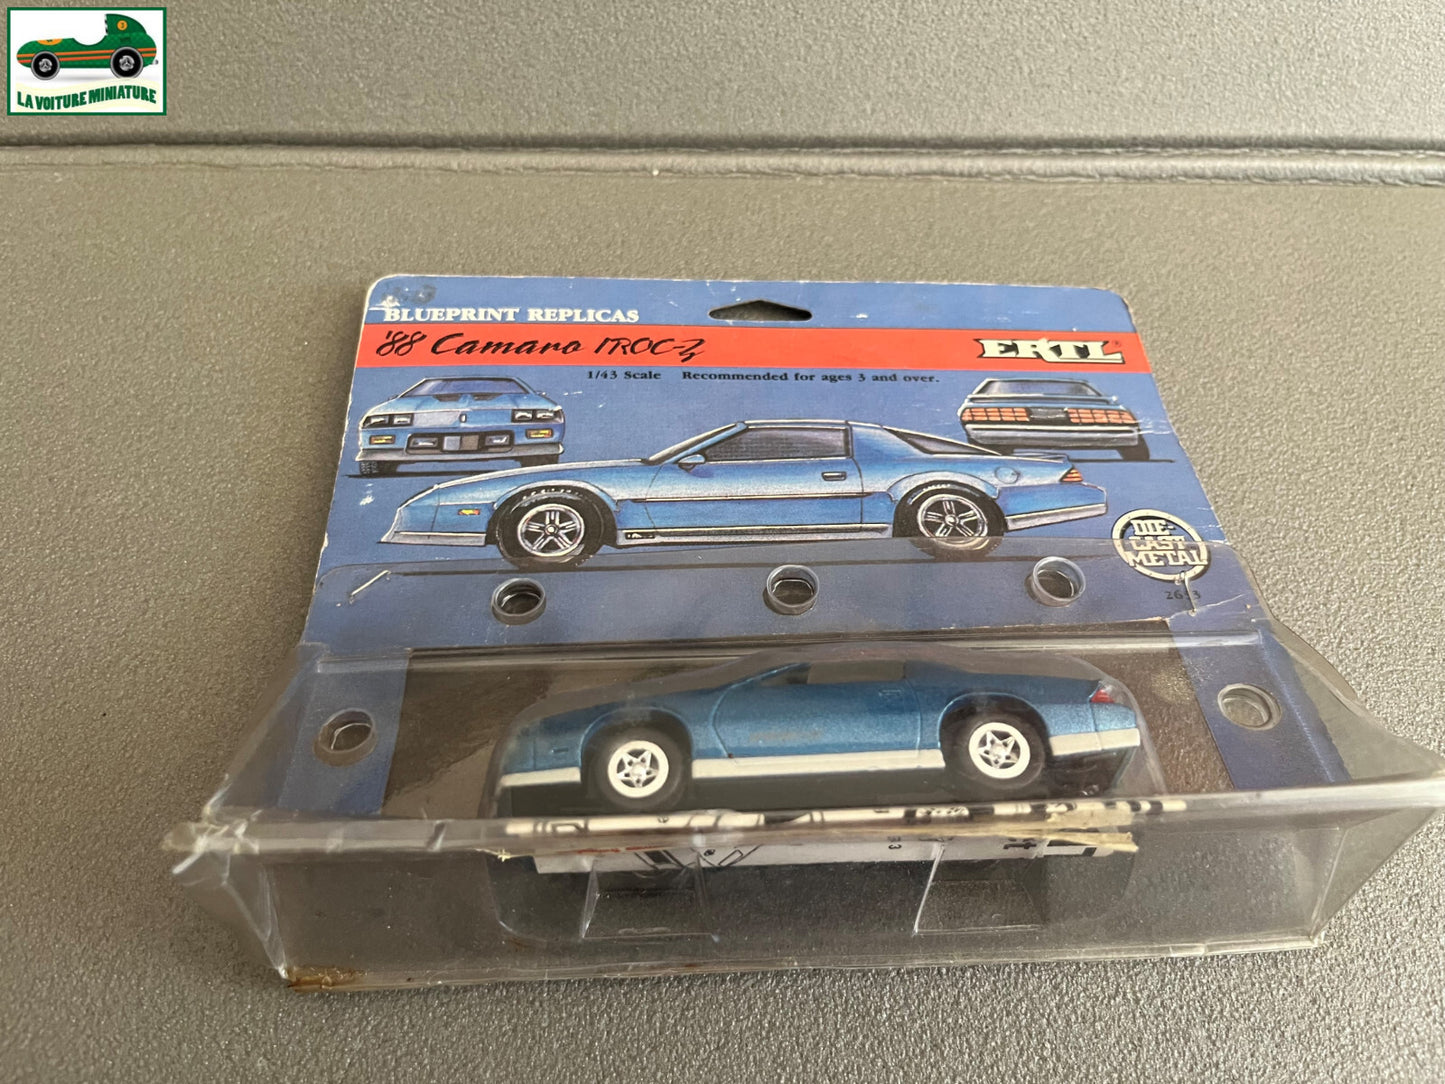 LA VOITURE MINIATURE
BLUEPRINT REPLICAS
'88 Camaro IROC-Z
ERTL®
1/43 Scale Recommended for ages 3 and over.
DIE-
CAST
METAL